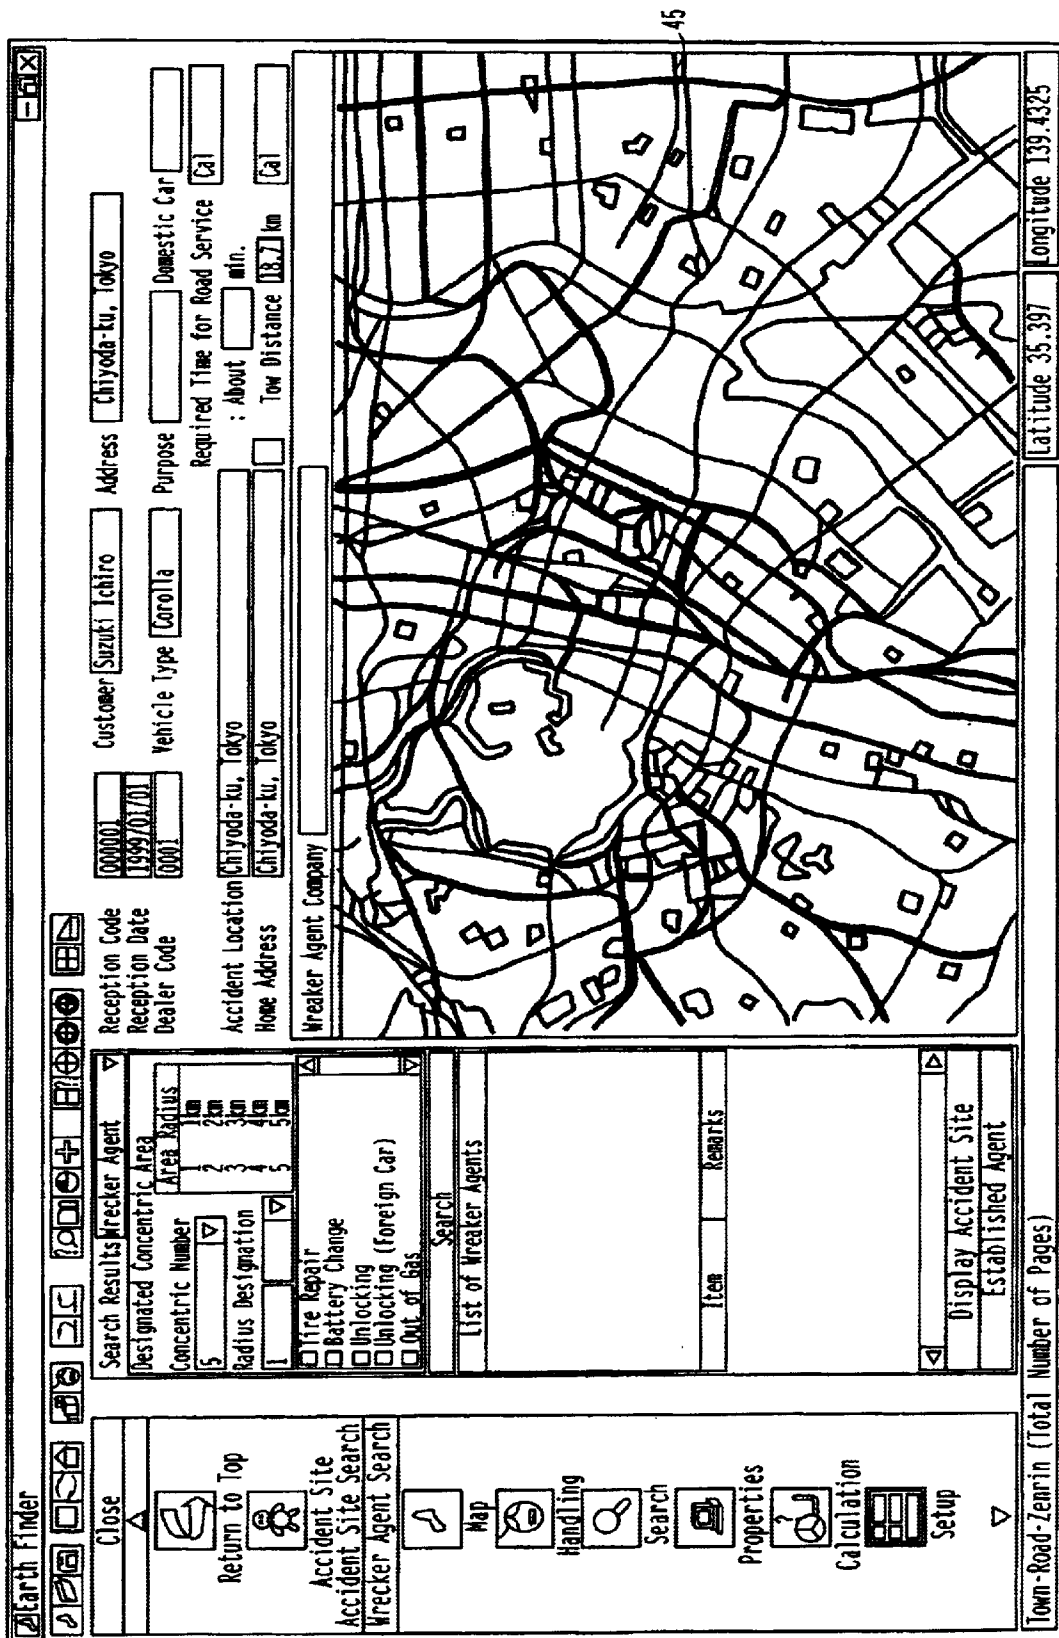 Earth Finder
Close
Return to Top
Accident Site
Accident Site Search
Wrecker Agent Search
Map
Handling
Search
Properties
Calculation
Setup
Search Results Wrecker Agent
Designated Concentric Area
Concentric Number
5
Radius Designation
1
Area Radius
1 1km
2 2km
3 3km
4 4km
5 5km
Tire Repair
Battery Change
Unlocking
Unlocking (Foreign Car)
Out of Gas
Search
List of Wreaker Agents
Item Remarks
Display Accident Site
Established Agent
Reception Code 000001 Customer Suzuki Ichiro Address Chiyoda-ku, Tokyo
Reception Date 1999/01/01
Dealer Code 0001 Vehicle Type Corolla Purpose Domestic Car
Required Time for Road Service Cal
Accident Location Chiyoda-ku, Tokyo : About min.
Home Address Chiyoda-ku, Tokyo Tow Distance 18.7 km Cal
Wreaker Agent Company
45
Town-Road-Zenrin (Total Number of Pages) Latitude 35.397 Longitude 139.4325